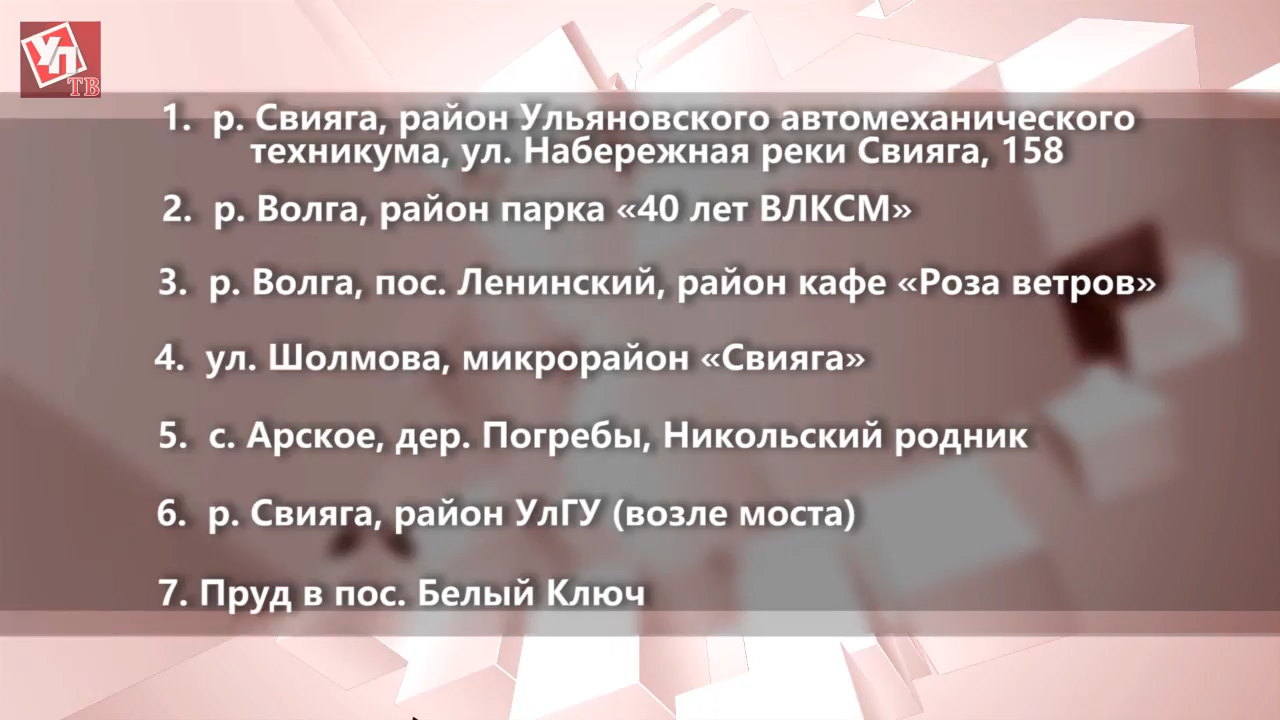 УП
ТВ
1. р. Свияга, район Ульяновского автомеханического
техникума, ул. Набережная реки Свияга, 158
2. р. Волга, район парка «40 лет ВЛКСМ»
3. р. Волга, пос. Ленинский, район кафе «Роза ветров»
4. ул. Шолмова, микрорайон «Свияга»
5. с. Арское, дер. Погребы, Никольский родник
6. р. Свияга, район УлГУ (возле моста)
7. Пруд в пос. Белый Ключ